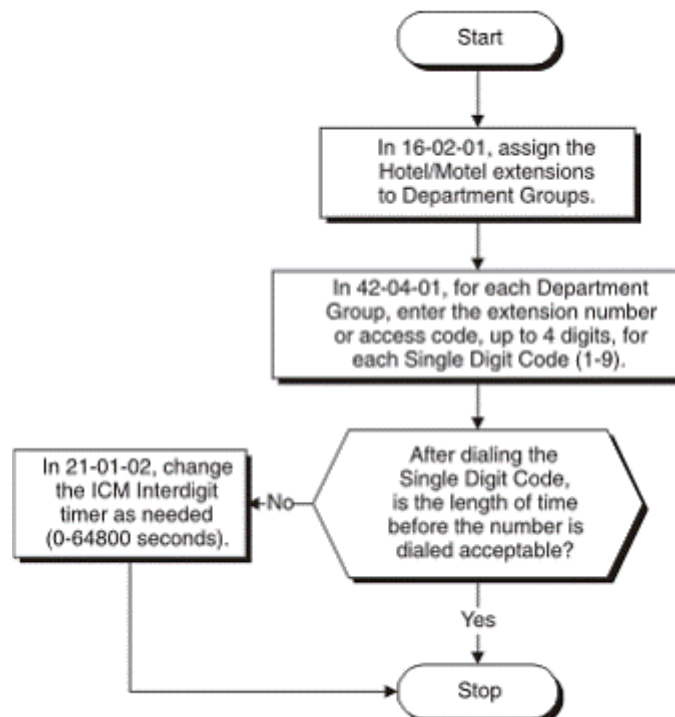 Start
In 16-02-01, assign the
Hotel/Motel extensions
to Department Groups.
In 42-04-01, for each Department
Group, enter the extension number
or access code, up to 4 digits, for
each Single Digit Code (1-9).
After dialing the
Single Digit Code,
is the length of time
before the number is
dialed acceptable?
No
In 21-01-02, change
the ICM Interdigit
timer as needed
(0-64800 seconds).
Yes
Stop